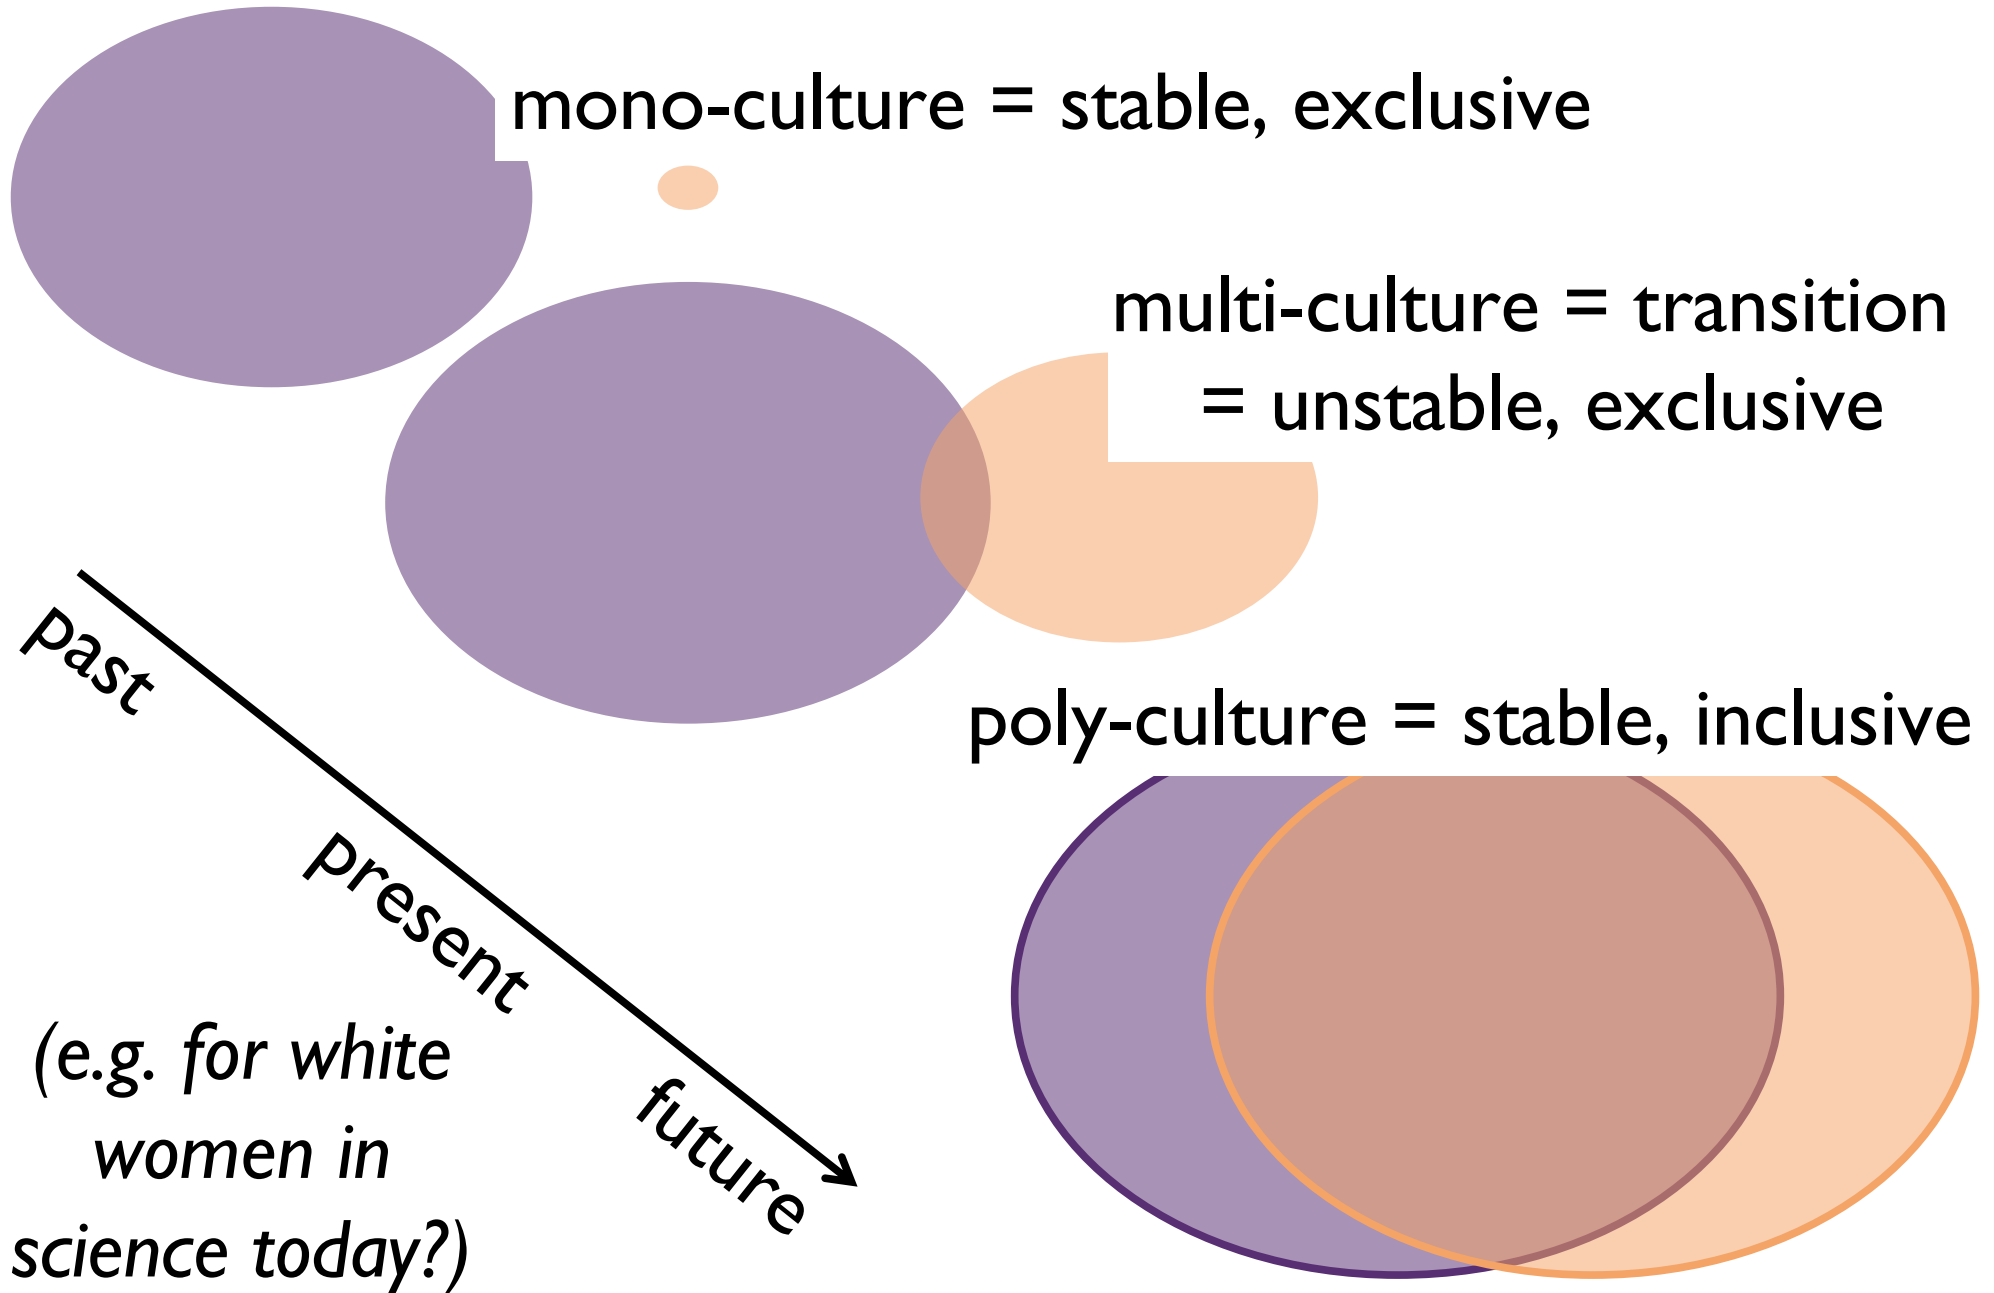 mono-culture = stable, exclusive
multi-culture = transition
= unstable, exclusive
past
poly-culture = stable, inclusive
present
future
(e.g. for white
women in
science today?)